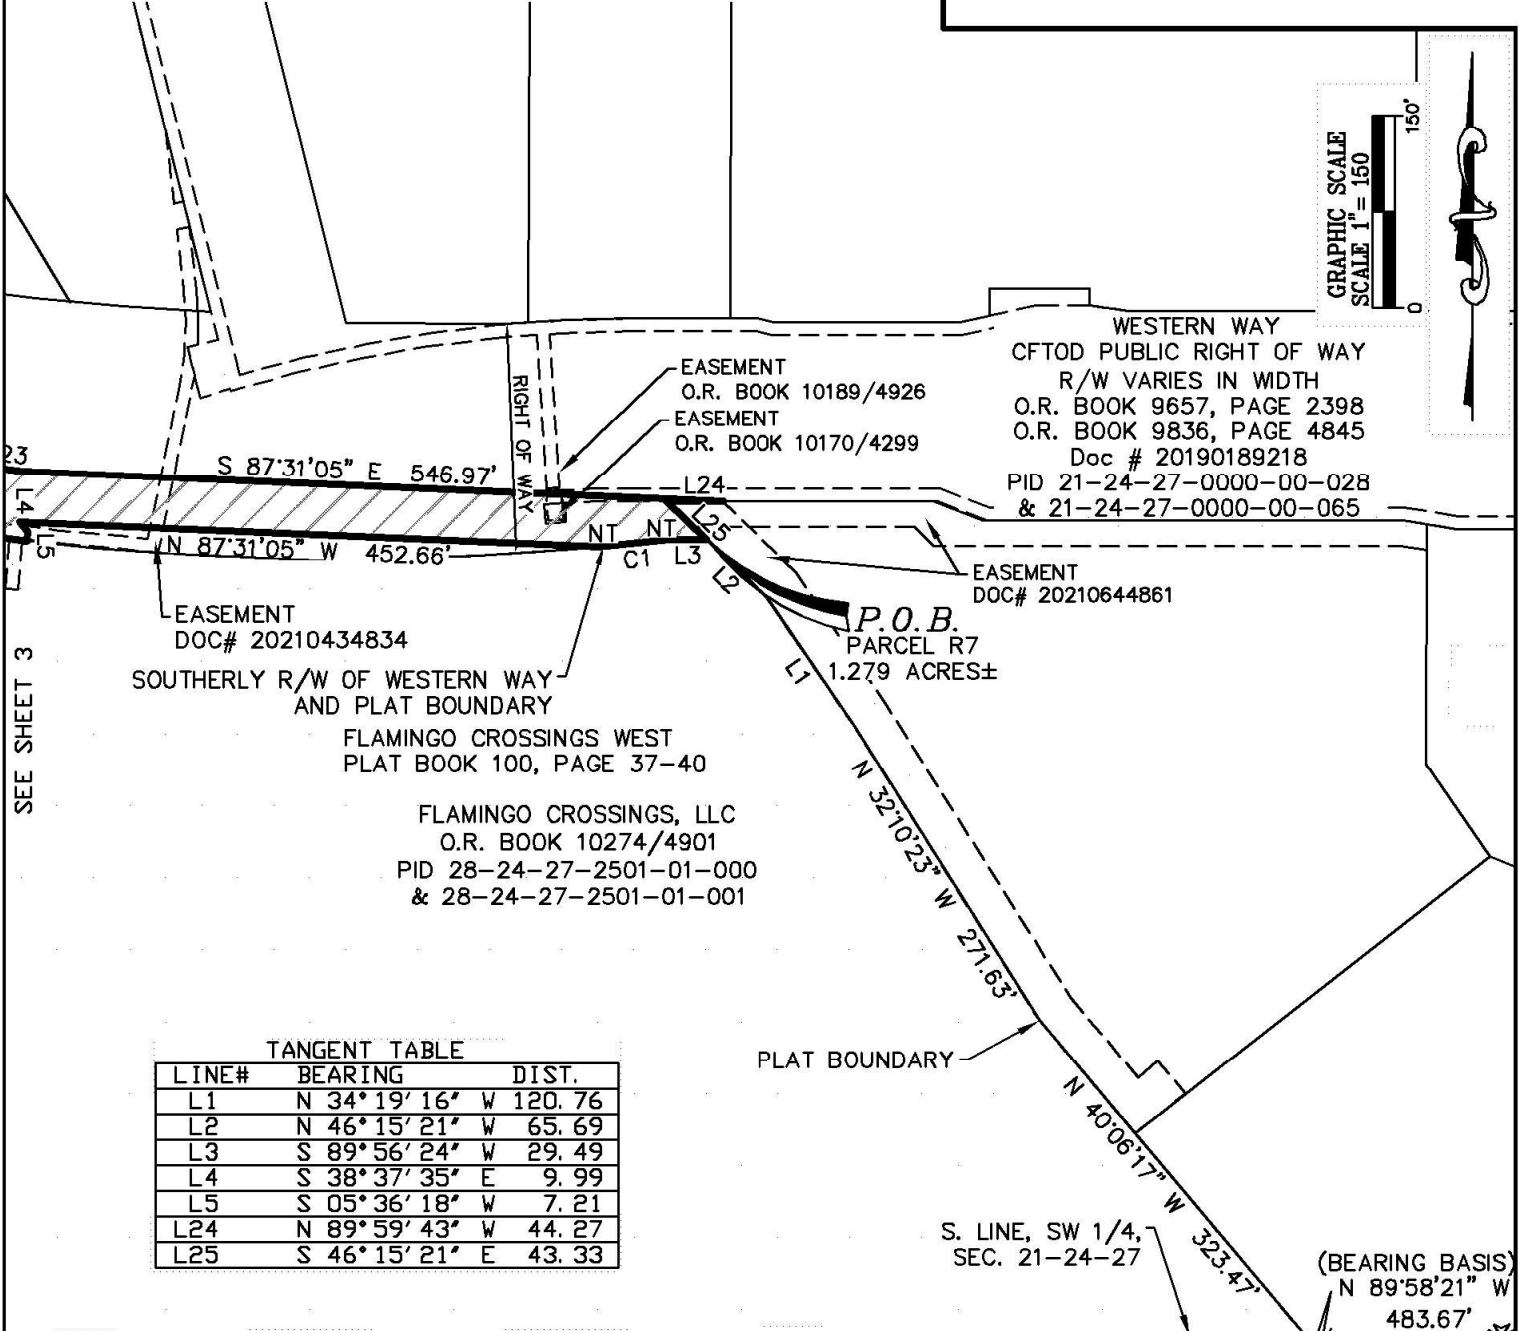 GRAPHIC SCALE
SCALE 1"= 150
0
150'
WESTERN WAY
CFTOD PUBLIC RIGHT OF WAY
R/W VARIES IN WIDTH
O.R. BOOK 9657, PAGE 2398
O.R. BOOK 9836, PAGE 4845
Doc # 20190189218
PID 21-24-27-0000-00-028
& 21-24-27-0000-00-065
EASEMENT
O.R. BOOK 10189/4926
EASEMENT
O.R. BOOK 10170/4299
RIGHT OF WAY
23
S 87°31'05" E 546.97'
L24
L25
L4
L5
NT
NT
N 87°31'05" W 452.66'
C1
L3
L2
EASEMENT
DOC# 20210644861
EASEMENT
DOC# 20210434834
P.O.B.
PARCEL R7
1.279 ACRES±
L1
SOUTHERLY R/W OF WESTERN WAY
AND PLAT BOUNDARY
SEE SHEET 3
FLAMINGO CROSSINGS WEST
PLAT BOOK 100, PAGE 37-40
FLAMINGO CROSSINGS, LLC
O.R. BOOK 10274/4901
PID 28-24-27-2501-01-000
& 28-24-27-2501-01-001
N 32°10'23" W 271.63'
PLAT BOUNDARY
N 40°06'17" W 323.47'
TANGENT TABLE
LINE# BEARING DIST.
L1 N 34°19'16" W 120.76
L2 N 46°15'21" W 65.69
L3 S 89°56'24" W 29.49
L4 S 38°37'35" E 9.99
L5 S 05°36'18" W 7.21
L24 N 89°59'43" W 44.27
L25 S 46°15'21" E 43.33
S. LINE, SW 1/4,
SEC. 21-24-27
(BEARING BASIS)
N 89°58'21" W
483.67'